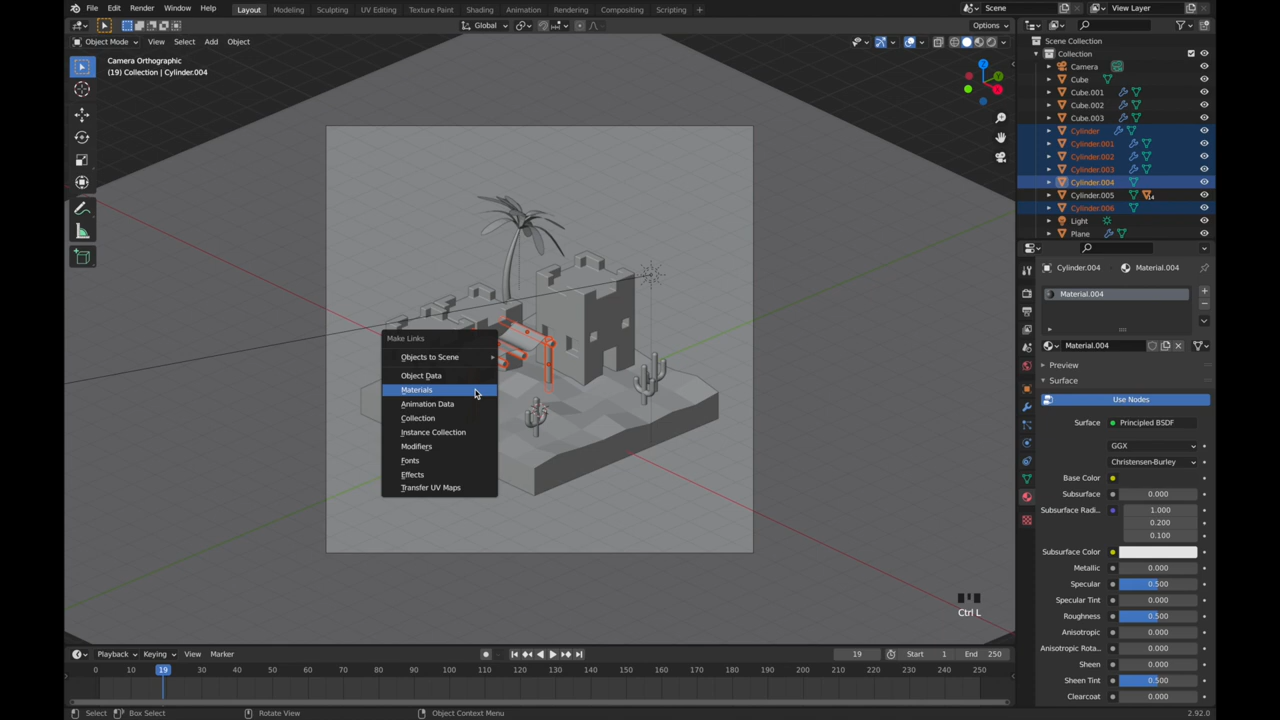 File Edit Render Window Help Layout Modeling Sculpting UV Editing Texture Paint Shading Animation Rendering Compositing Scripting + Scene View Layer
Global Options
Object Mode View Select Add Object
Camera Orthographic
(19) Collection | Cylinder.004
Scene Collection
Collection
Camera
Cube
Cube.001
Cube.002
Cube.003
Cylinder
Cylinder.001
Cylinder.002
Cylinder.003
Cylinder.004
Cylinder.005 14
Cylinder.006
Light
Plane
Z
Y
X
Make Links
Objects to Scene
Object Data
Materials
Animation Data
Collection
Instance Collection
Modifiers
Fonts
Effects
Transfer UV Maps
Ctrl L
Cylinder.004 Material.004
Material.004
Material.004
Preview
Surface
Use Nodes
Surface Principled BSDF
GGX
Christensen-Burley
Base Color
Subsurface 0.000
Subsurface Radi... 1.000
0.200
0.100
Subsurface Color
Metallic 0.000
Specular 0.500
Specular Tint 0.000
Roughness 0.500
Anisotropic 0.000
Anisotropic Rota... 0.000
Sheen 0.000
Sheen Tint 0.500
Clearcoat 0.000
Playback Keying View Marker 19 Start 1 End 250
0 10 19 30 40 50 60 70 80 90 100 110 120 130 140 150 160 170 180 190 200 210 220 230 240 250
Select Box Select Rotate View Object Context Menu 2.92.0